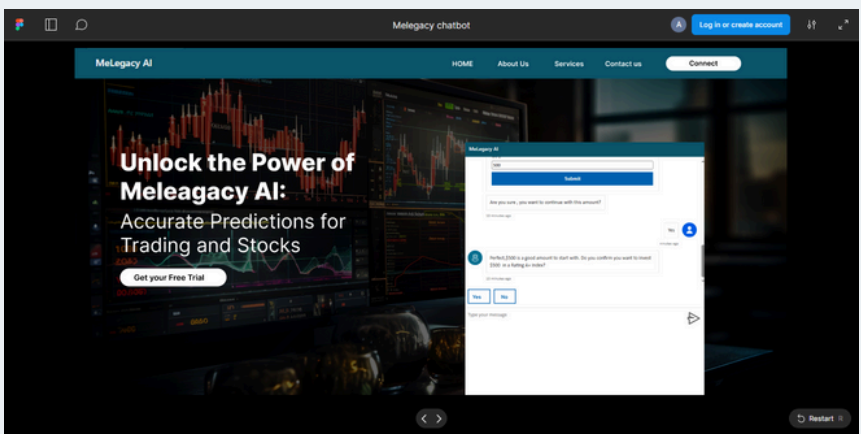 Melegacy chatbot
A
Log in or create account
MeLegacy AI
HOME
About Us
Services
Contact us
Connect
Unlock the Power of
Meleagacy AI:
Accurate Predictions for
Trading and Stocks
Get your Free Trial
MeLegacy AI
500
Submit
Are you sure , you want to continue with this amount?
Yes
Perfect,$500 is a good amount to start with. Do you confirm you want to invest
$500 in a
Index?
Yes
No
Type your message
Restart R